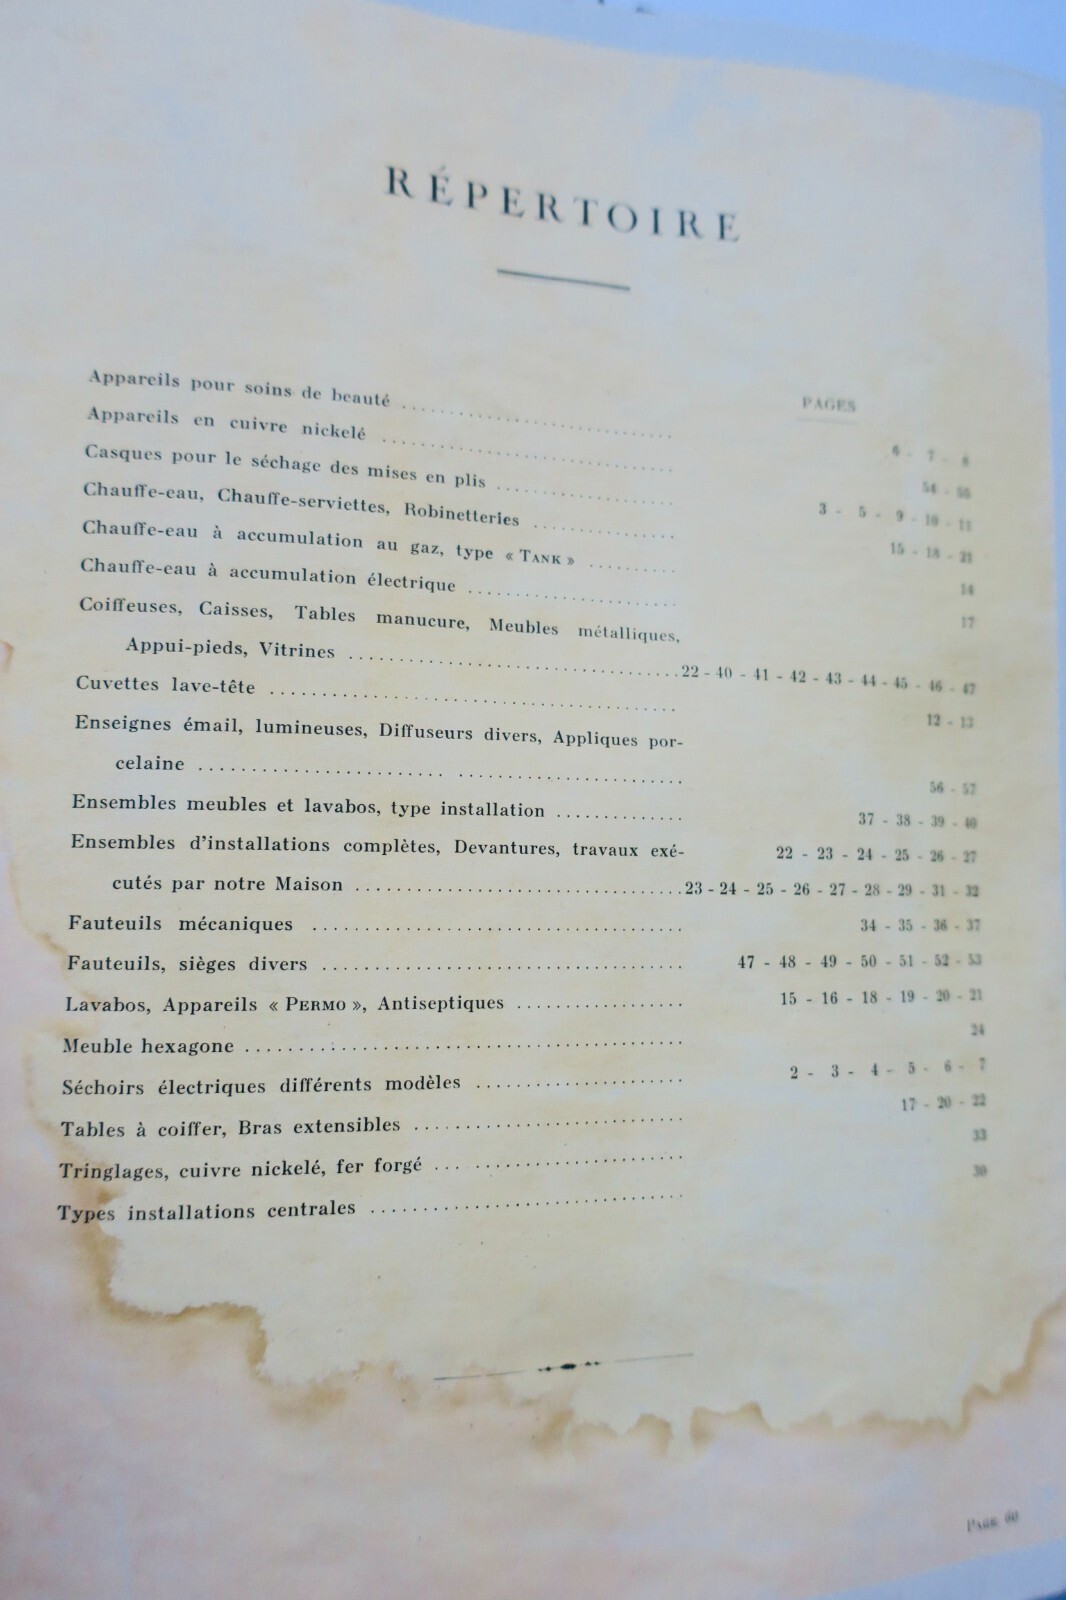 RÉPERTOIRE
PAGES
Appareils pour soins de beauté ........ 6 - 7 - 8
Appareils en cuivre nickelé ........ 54 - 55
Casques pour le séchage des mises en plis ........ 3 - 5 - 9 - 10 - 11
Chauffe-eau, Chauffe-serviettes, Robinetteries ........ 15 - 18 - 21
Chauffe-eau à accumulation au gaz, type « TANK » ........ 14
Chauffe-eau à accumulation électrique ........ 17
Coiffeuses, Caisses, Tables manucure, Meubles métalliques,
Appui-pieds, Vitrines ........ 22 - 40 - 41 - 42 - 43 - 44 - 45 - 46 - 47
Cuvettes lave-tête ........ 12 - 13
Enseignes émail, lumineuses, Diffuseurs divers, Appliques por-
celaine ........ 56 - 57
Ensembles meubles et lavabos, type installation ........ 37 - 38 - 39 - 40
Ensembles d'installations complètes, Devantures, travaux exé- 22 - 23 - 24 - 25 - 26 - 27
cutés par notre Maison ........ 23 - 24 - 25 - 26 - 27 - 28 - 29 - 31 - 32
Fauteuils mécaniques ........ 34 - 35 - 36 - 37
Fauteuils, sièges divers ........ 47 - 48 - 49 - 50 - 51 - 52 - 53
Lavabos, Appareils « PERMO », Antiseptiques ........ 15 - 16 - 18 - 19 - 20 - 21
Meuble hexagone ........ 24
Séchoirs électriques différents modèles ........ 2 - 3 - 4 - 5 - 6 - 7
Tables à coiffer, Bras extensibles ........ 17 - 20 - 22
Tringlages, cuivre nickelé, fer forgé ........ 33
Types installations centrales ........ 30
PAGE 60